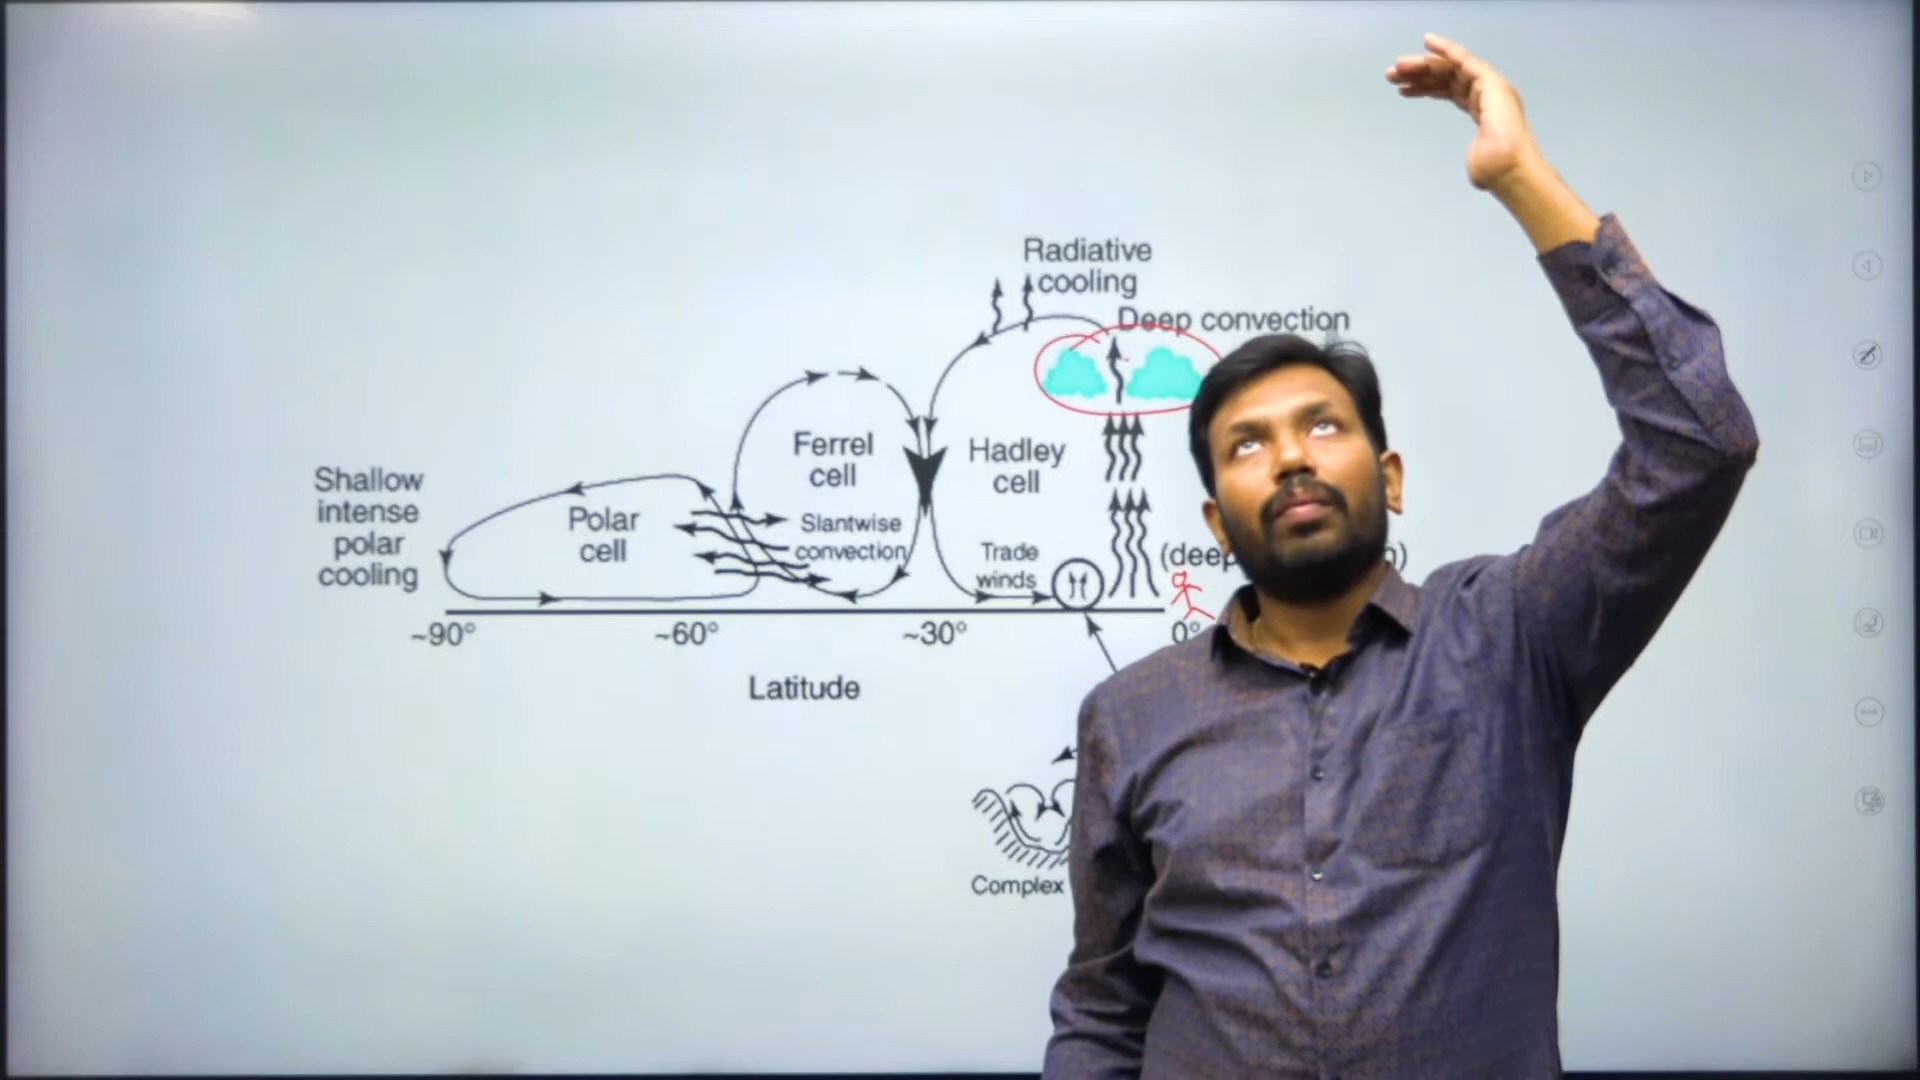 Radiative
cooling
Deep convection
Ferrel
cell
Hadley
cell
Shallow
intense
polar
cooling
Polar
cell
Slantwise
convection
Trade
winds
(deep
~90°
~60°
~30°
0°
Latitude
Complex